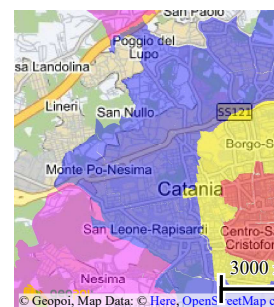 San Paolo
Poggio del
Lupo
sa Landolina
Lineri
San Nullo
SS121
Borgo-S
Monte Po-Nesima
Catania
San Leone-Rapisardi
Centro-S
Cristofor
Nesima
3000
© Geopoi, Map Data: © Here, OpenStreetMap c